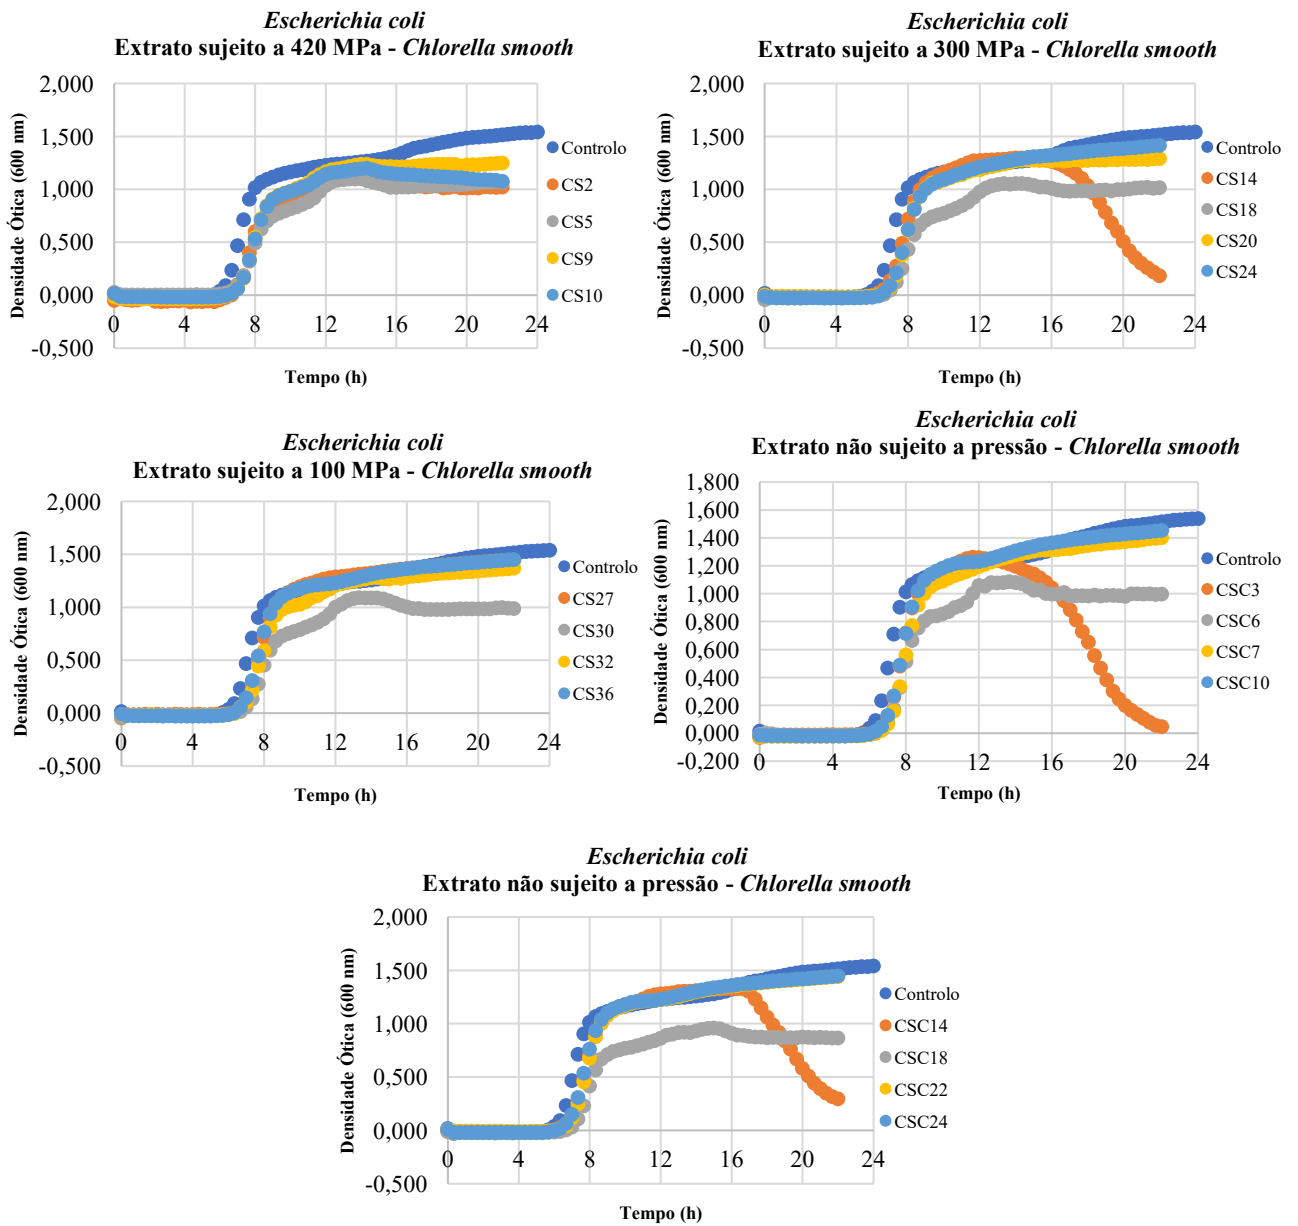 Escherichia coli
Extrato sujeito a 420 MPa - Chlorella smooth
Densidade Ótica (600 nm)
2,000
1,500
1,000
0,500
0,000
-0,500
0 4 8 12 16 20 24
Tempo (h)
Controlo
CS2
CS5
CS9
CS10
Escherichia coli
Extrato sujeito a 300 MPa - Chlorella smooth
Densidade Ótica (600 nm)
2,000
1,500
1,000
0,500
0,000
-0,500
0 4 8 12 16 20 24
Tempo (h)
Controlo
CS14
CS18
CS20
CS24
Escherichia coli
Extrato sujeito a 100 MPa - Chlorella smooth
Densidade Ótica (600 nm)
2,000
1,500
1,000
0,500
0,000
-0,500
0 4 8 12 16 20 24
Tempo (h)
Controlo
CS27
CS30
CS32
CS36
Escherichia coli
Extrato não sujeito a pressão - Chlorella smooth
Densidade Ótica (600 nm)
1,800
1,600
1,400
1,200
1,000
0,800
0,600
0,400
0,200
0,000
-0,200
0 4 8 12 16 20 24
Tempo (h)
Controlo
CSC3
CSC6
CSC7
CSC10
Escherichia coli
Extrato não sujeito a pressão - Chlorella smooth
Densidade Ótica (600 nm)
2,000
1,500
1,000
0,500
0,000
-0,500
0 4 8 12 16 20 24
Tempo (h)
Controlo
CSC14
CSC18
CSC22
CSC24